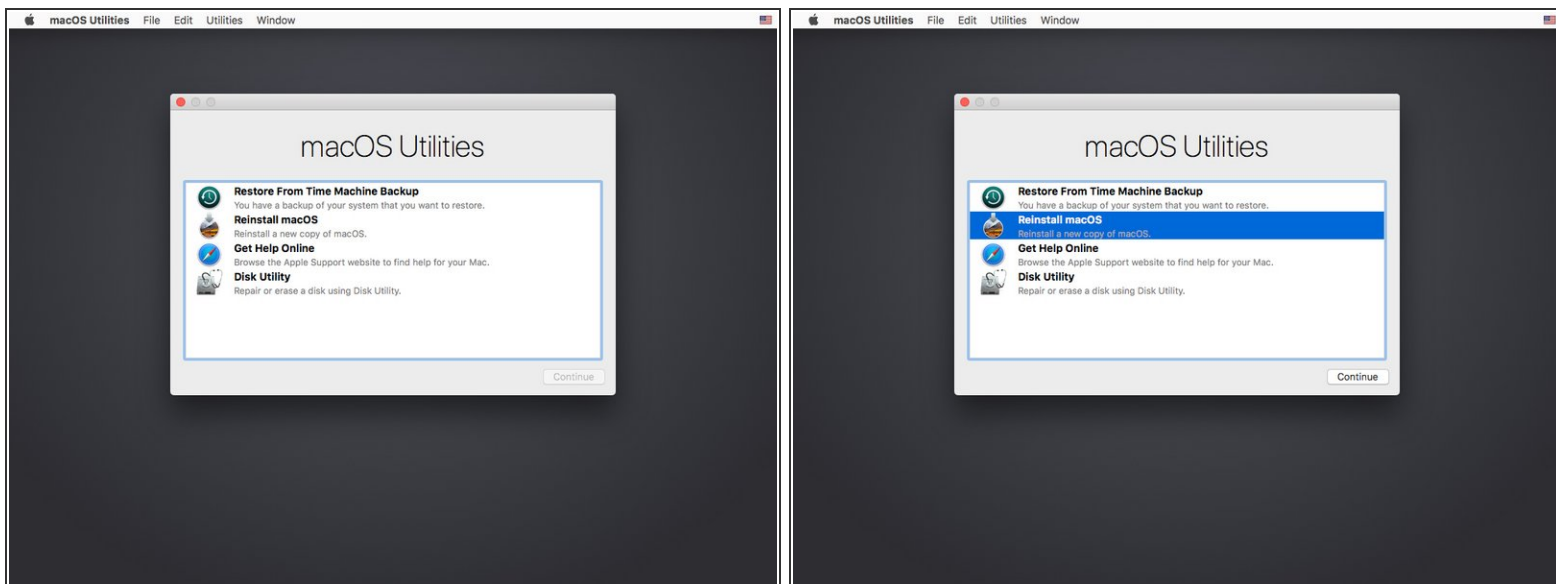 macOS Utilities File Edit Utilities Window
macOS Utilities
Restore From Time Machine Backup
You have a backup of your system that you want to restore.
Reinstall macOS
Reinstall a new copy of macOS.
Get Help Online
Browse the Apple Support website to find help for your Mac.
Disk Utility
Repair or erase a disk using Disk Utility.
Continue
macOS Utilities File Edit Utilities Window
macOS Utilities
Restore From Time Machine Backup
You have a backup of your system that you want to restore.
Reinstall macOS
Reinstall a new copy of macOS.
Get Help Online
Browse the Apple Support website to find help for your Mac.
Disk Utility
Repair or erase a disk using Disk Utility.
Continue